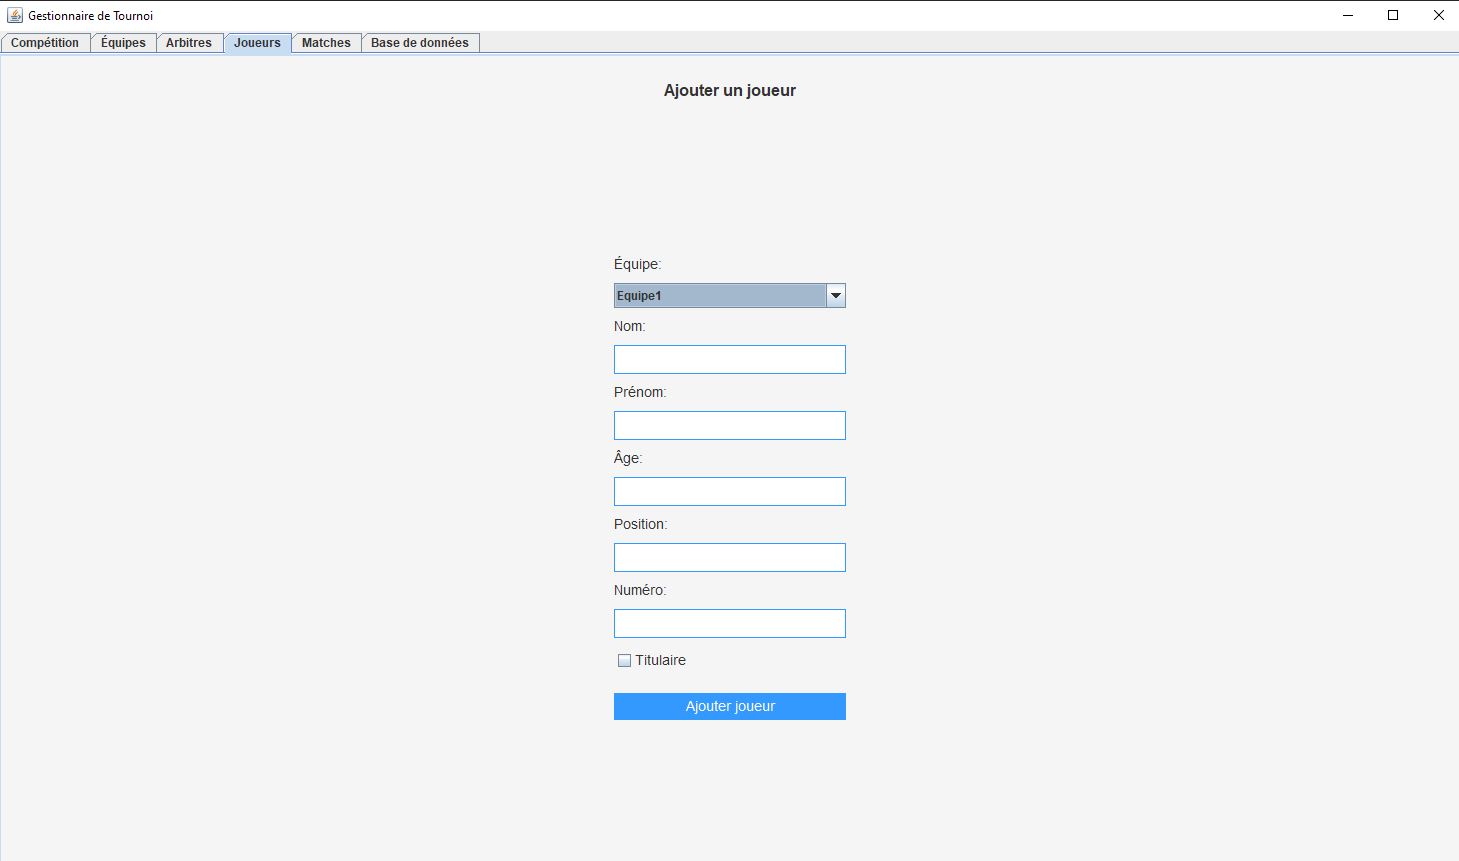 Gestionnaire de Tournoi
Compétition Équipes Arbitres Joueurs Matches Base de données
Ajouter un joueur
Équipe:
Equipe1
Nom:
Prénom:
Âge:
Position:
Numéro:
Titulaire
Ajouter joueur